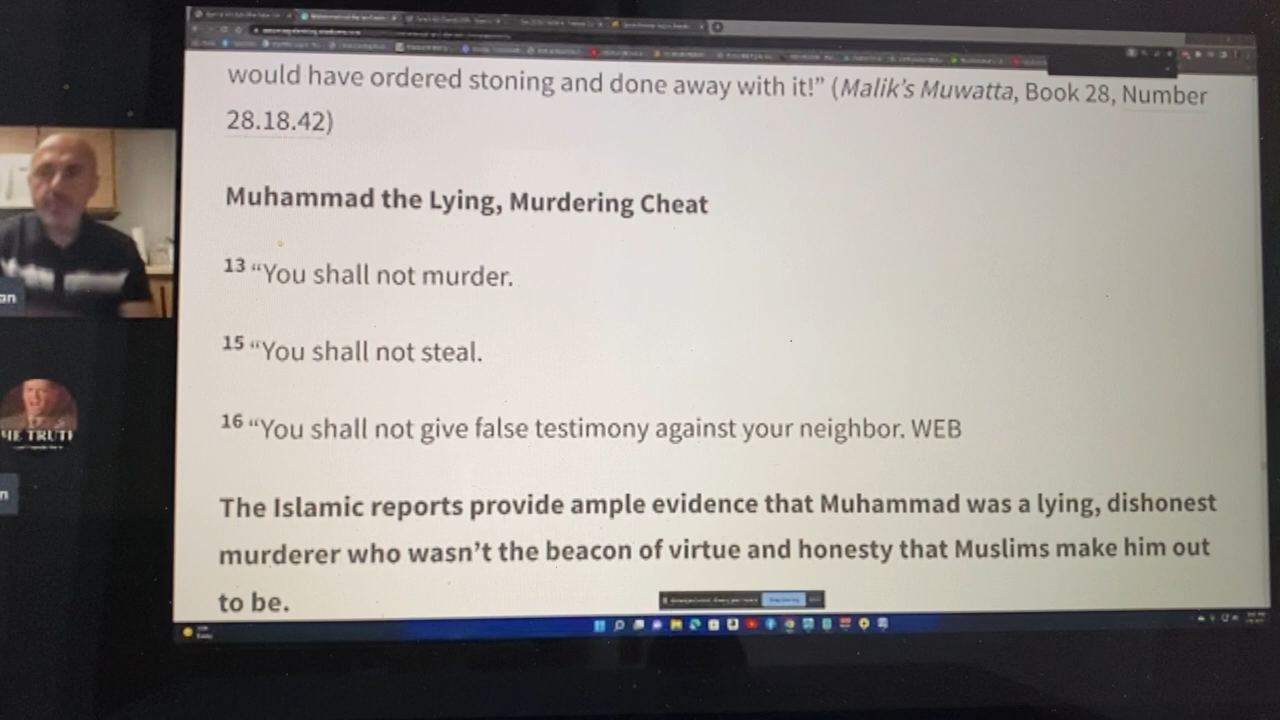 would have ordered stoning and done away with it!” (Malik’s Muwatta, Book 28, Number
28.18.42)
Muhammad the Lying, Murdering Cheat
13 “You shall not murder.
15 “You shall not steal.
16 “You shall not give false testimony against your neighbor. WEB
The Islamic reports provide ample evidence that Muhammad was a lying, dishonest
murderer who wasn’t the beacon of virtue and honesty that Muslims make him out
to be.
an
HE TRUTH
n